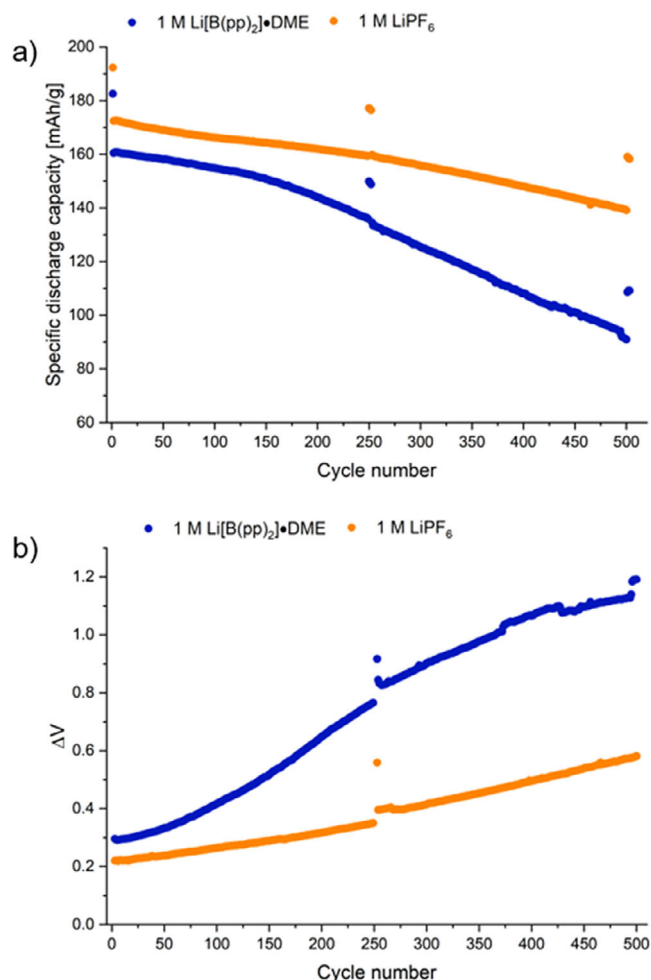 1 M Li[B(pp)₂]•DME 1 M LiPF₆
a)
Specific discharge capacity [mAh/g]
200
180
160
140
120
100
80
60
0 50 100 150 200 250 300 350 400 450 500
Cycle number
1 M Li[B(pp)₂]•DME 1 M LiPF₆
b)
ΔV
1.2
1.0
0.8
0.6
0.4
0.2
0.0
0 50 100 150 200 250 300 350 400 450 500
Cycle number